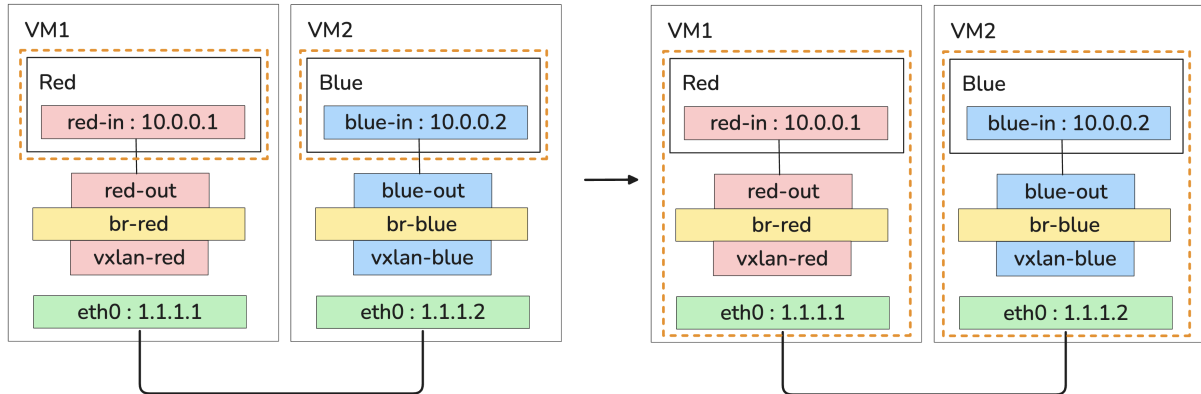 VM1
Red
red-in : 10.0.0.1
red-out
br-red
vxlan-red
eth0 : 1.1.1.1
VM2
Blue
blue-in : 10.0.0.2
blue-out
br-blue
vxlan-blue
eth0 : 1.1.1.2
VM1
Red
red-in : 10.0.0.1
red-out
br-red
vxlan-red
eth0 : 1.1.1.1
VM2
Blue
blue-in : 10.0.0.2
blue-out
br-blue
vxlan-blue
eth0 : 1.1.1.2